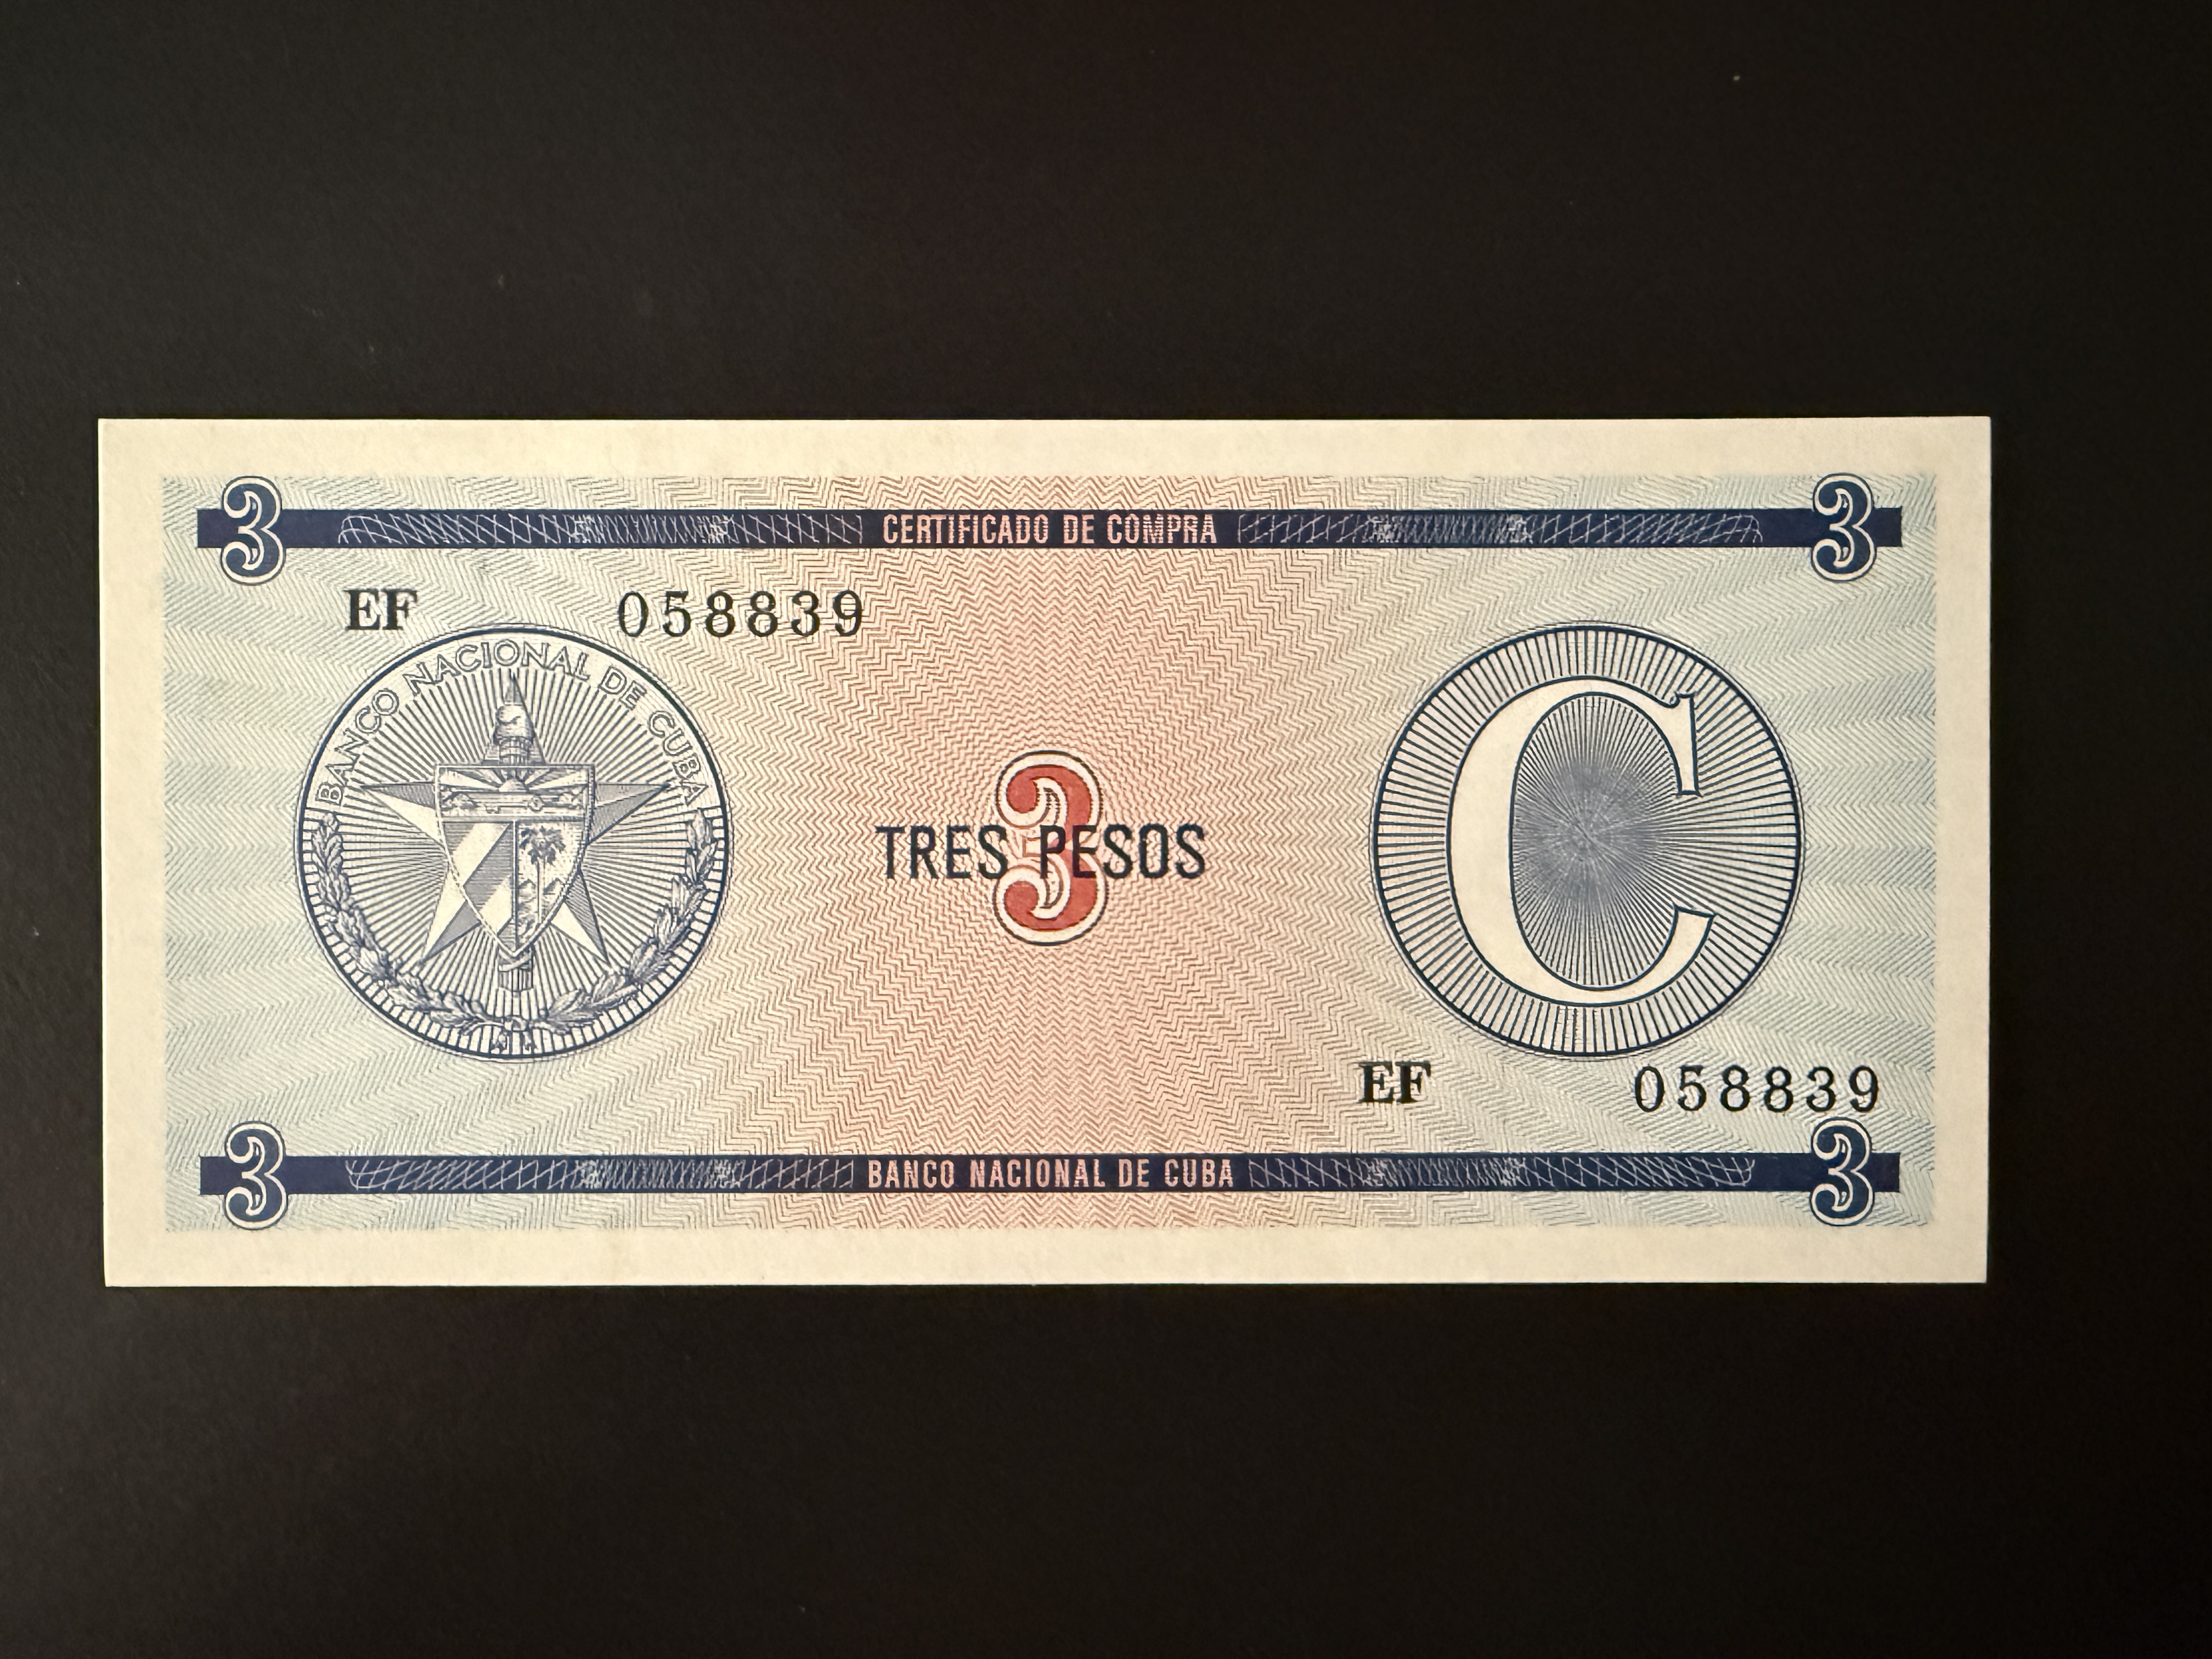 3 CERTIFICADO DE COMPRA 3
EF 058839
BANCO NACIONAL DE CUBA
3
TRES PESOS
C
EF 058839
3 BANCO NACIONAL DE CUBA 3